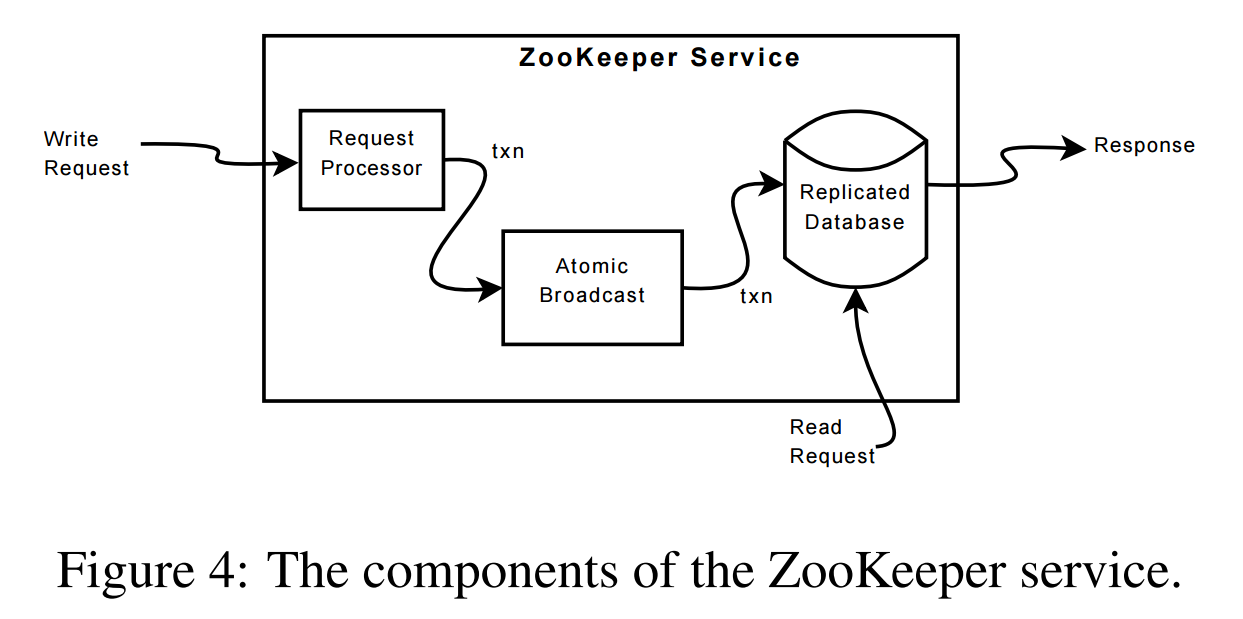 ZooKeeper Service
Write
Request
Request
Processor
txn
Atomic
Broadcast
txn
Replicated
Database
Response
Read
Request
Figure 4: The components of the ZooKeeper service.